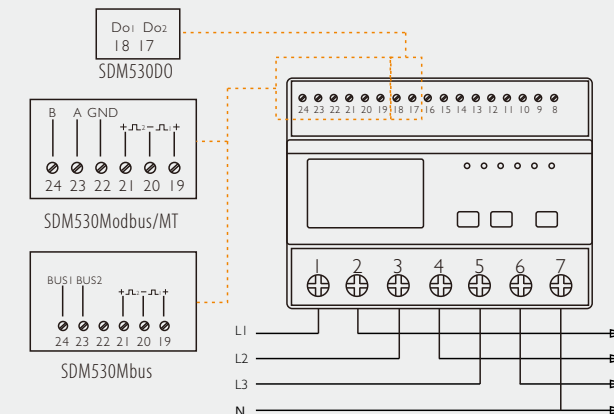 Do1 Do2
18 17
SDM530DO
B A GND + 2 − 1 +
24 23 22 21 20 19
SDM530Modbus/MT
BUS1 BUS2 + 2 − 1 +
24 23 22 21 20 19
SDM530Mbus
24 23 22 21 20 19 18 17 16 15 14 13 12 11 10 9 8
1 2 3 4 5 6 7
L1
L2
L3
N